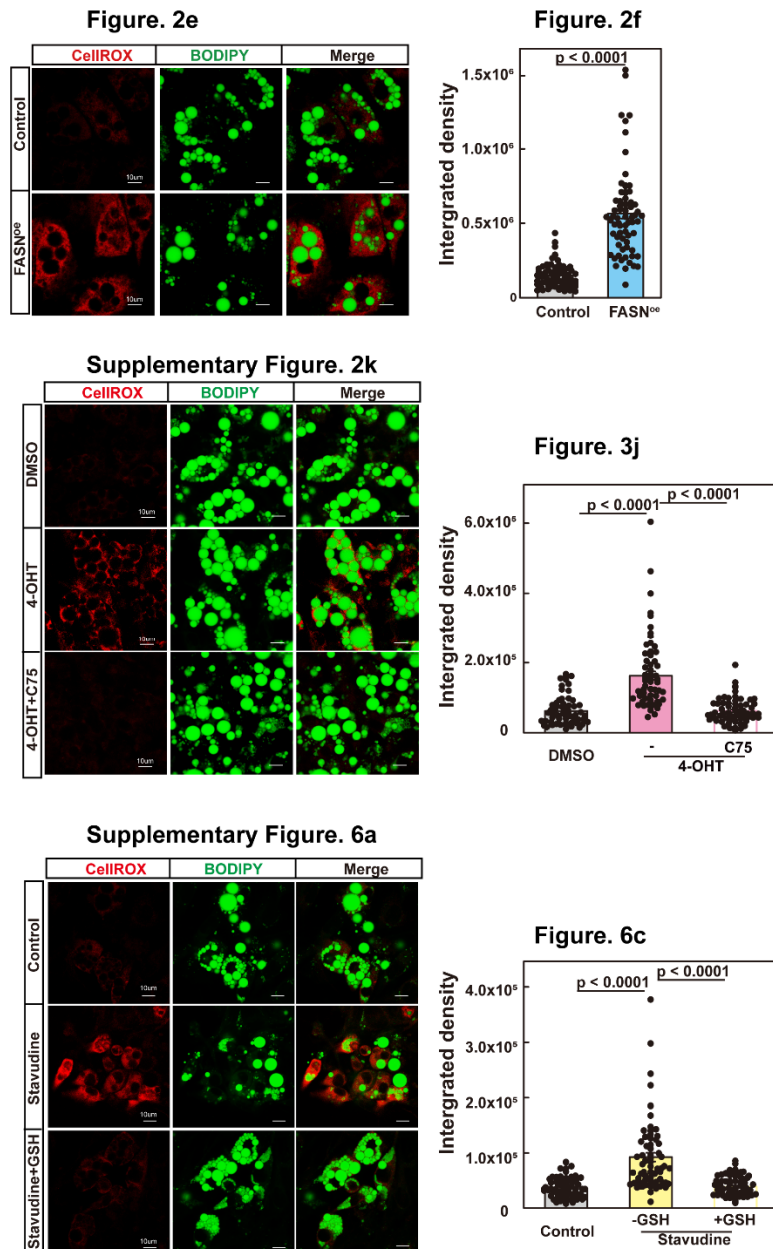 Figure. 2e
CellROX BODIPY Merge
Control
10um
FASNᵒᵉ
10um
Figure. 2f
Intergrated density
p < 0.0001
1.5x10⁶
1.0x10⁶
0.5x10⁶
0
Control FASNᵒᵉ
Supplementary Figure. 2k
CellROX BODIPY Merge
DMSO
10um
4-OHT
10um
4-OHT+C75
10um
Figure. 3j
Intergrated density
p < 0.0001 p < 0.0001
6.0x10⁵
4.0x10⁵
2.0x10⁵
0
DMSO - C75
4-OHT
Supplementary Figure. 6a
CellROX BODIPY Merge
Control
10um
Stavudine
10um
Stavudine+GSH
10um
Figure. 6c
Intergrated density
p < 0.0001 p < 0.0001
4.0x10⁵
3.0x10⁵
2.0x10⁵
1.0x10⁵
0
Control -GSH +GSH
Stavudine